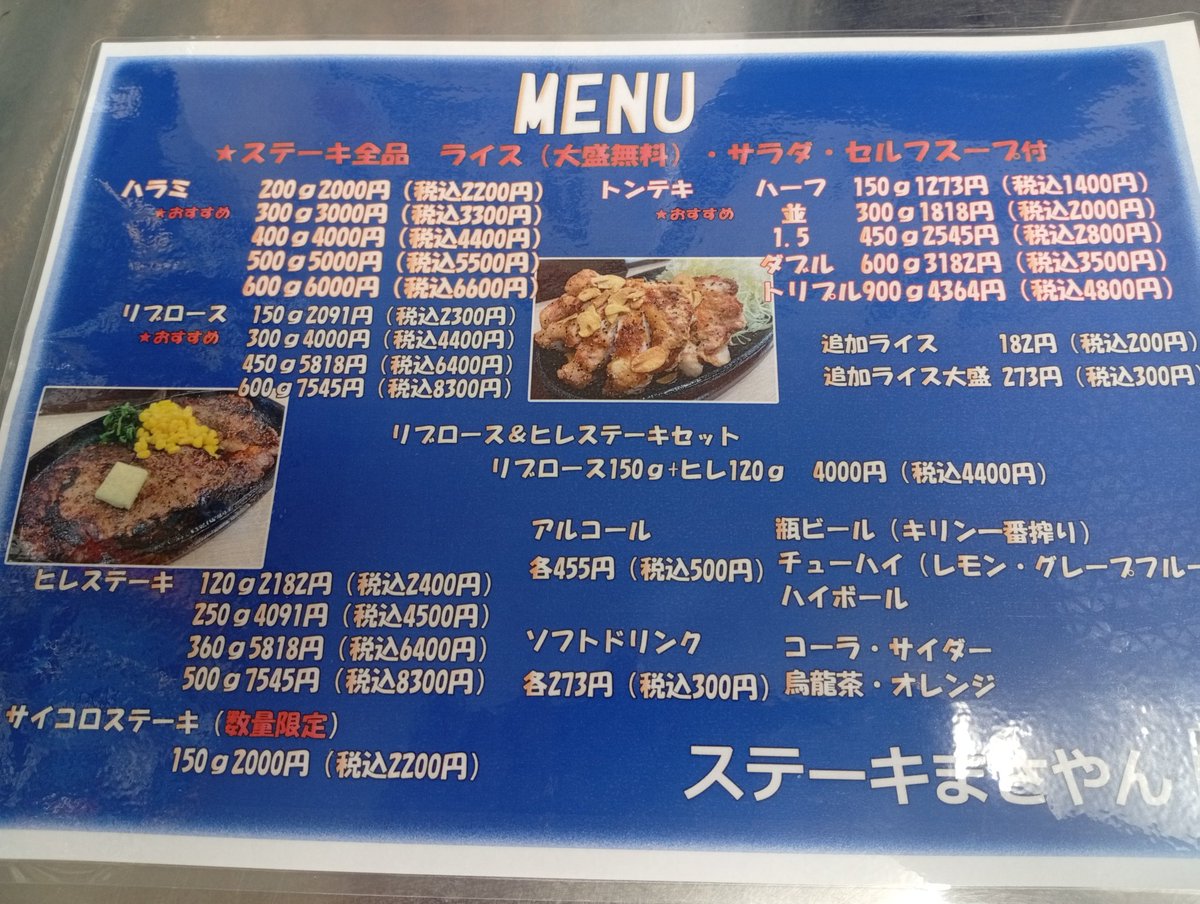 MENU
★ステーキ全品　ライス（大盛無料）・サラダ・セルフスープ付
ハラミ　200g2000円（税込2200円）
★おすすめ　300g3000円（税込3300円）
400g4000円（税込4400円）
500g5000円（税込5500円）
600g6000円（税込6600円）
リブロース　150g2091円（税込2300円）
★おすすめ　300g4000円（税込4400円）
450g5818円（税込6400円）
600g7545円（税込8300円）
トンテキ　ハーフ　150g1273円（税込1400円）
★おすすめ　並　300g1818円（税込2000円）
1.5　450g2545円（税込2800円）
ダブル　600g3182円（税込3500円）
トリプル900g4364円（税込4800円）
追加ライス　182円（税込200円）
追加ライス大盛　273円（税込300円）
リブロース＆ヒレステーキセット
リブロース150g+ヒレ120g　4000円（税込4400円）
ヒレステーキ　120g2182円（税込2400円）
250g4091円（税込4500円）
360g5818円（税込6400円）
500g7545円（税込8300円）
サイコロステーキ（数量限定）
150g2000円（税込2200円）
アルコール　瓶ビール（キリン一番搾り）
各455円（税込500円）チューハイ（レモン・グレープフルー
ハイボール
ソフトドリンク　コーラ・サイダー
各273円（税込300円）烏龍茶・オレンジ
ステーキまさやん